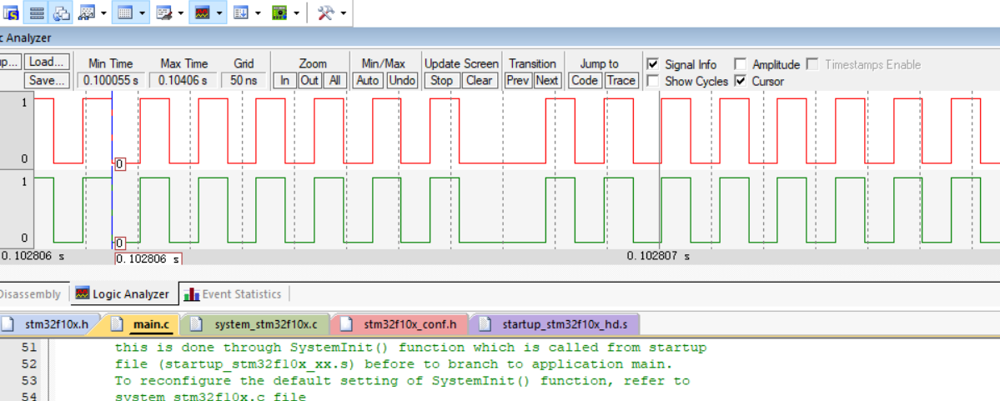 c Analyzer
up... Load... Min Time Max Time Grid Zoom Min/Max Update Screen Transition Jump to Signal Info Amplitude Timestamps Enable
Save... 0.100055 s 0.10406 s 50 ns In Out All Auto Undo Stop Clear Prev Next Code Trace Show Cycles Cursor
1
0
0
1
0
0
0.102806 s 0.102806 s 0.102807 s
Disassembly Logic Analyzer Event Statistics
stm32f10x.h main.c system_stm32f10x.c stm32f10x_conf.h startup_stm32f10x_hd.s
51 this is done through SystemInit() function which is called from startup
52 file (startup_stm32f10x_xx.s) before to branch to application main.
53 To reconfigure the default setting of SystemInit() function, refer to
54 system_stm32f10x.c file